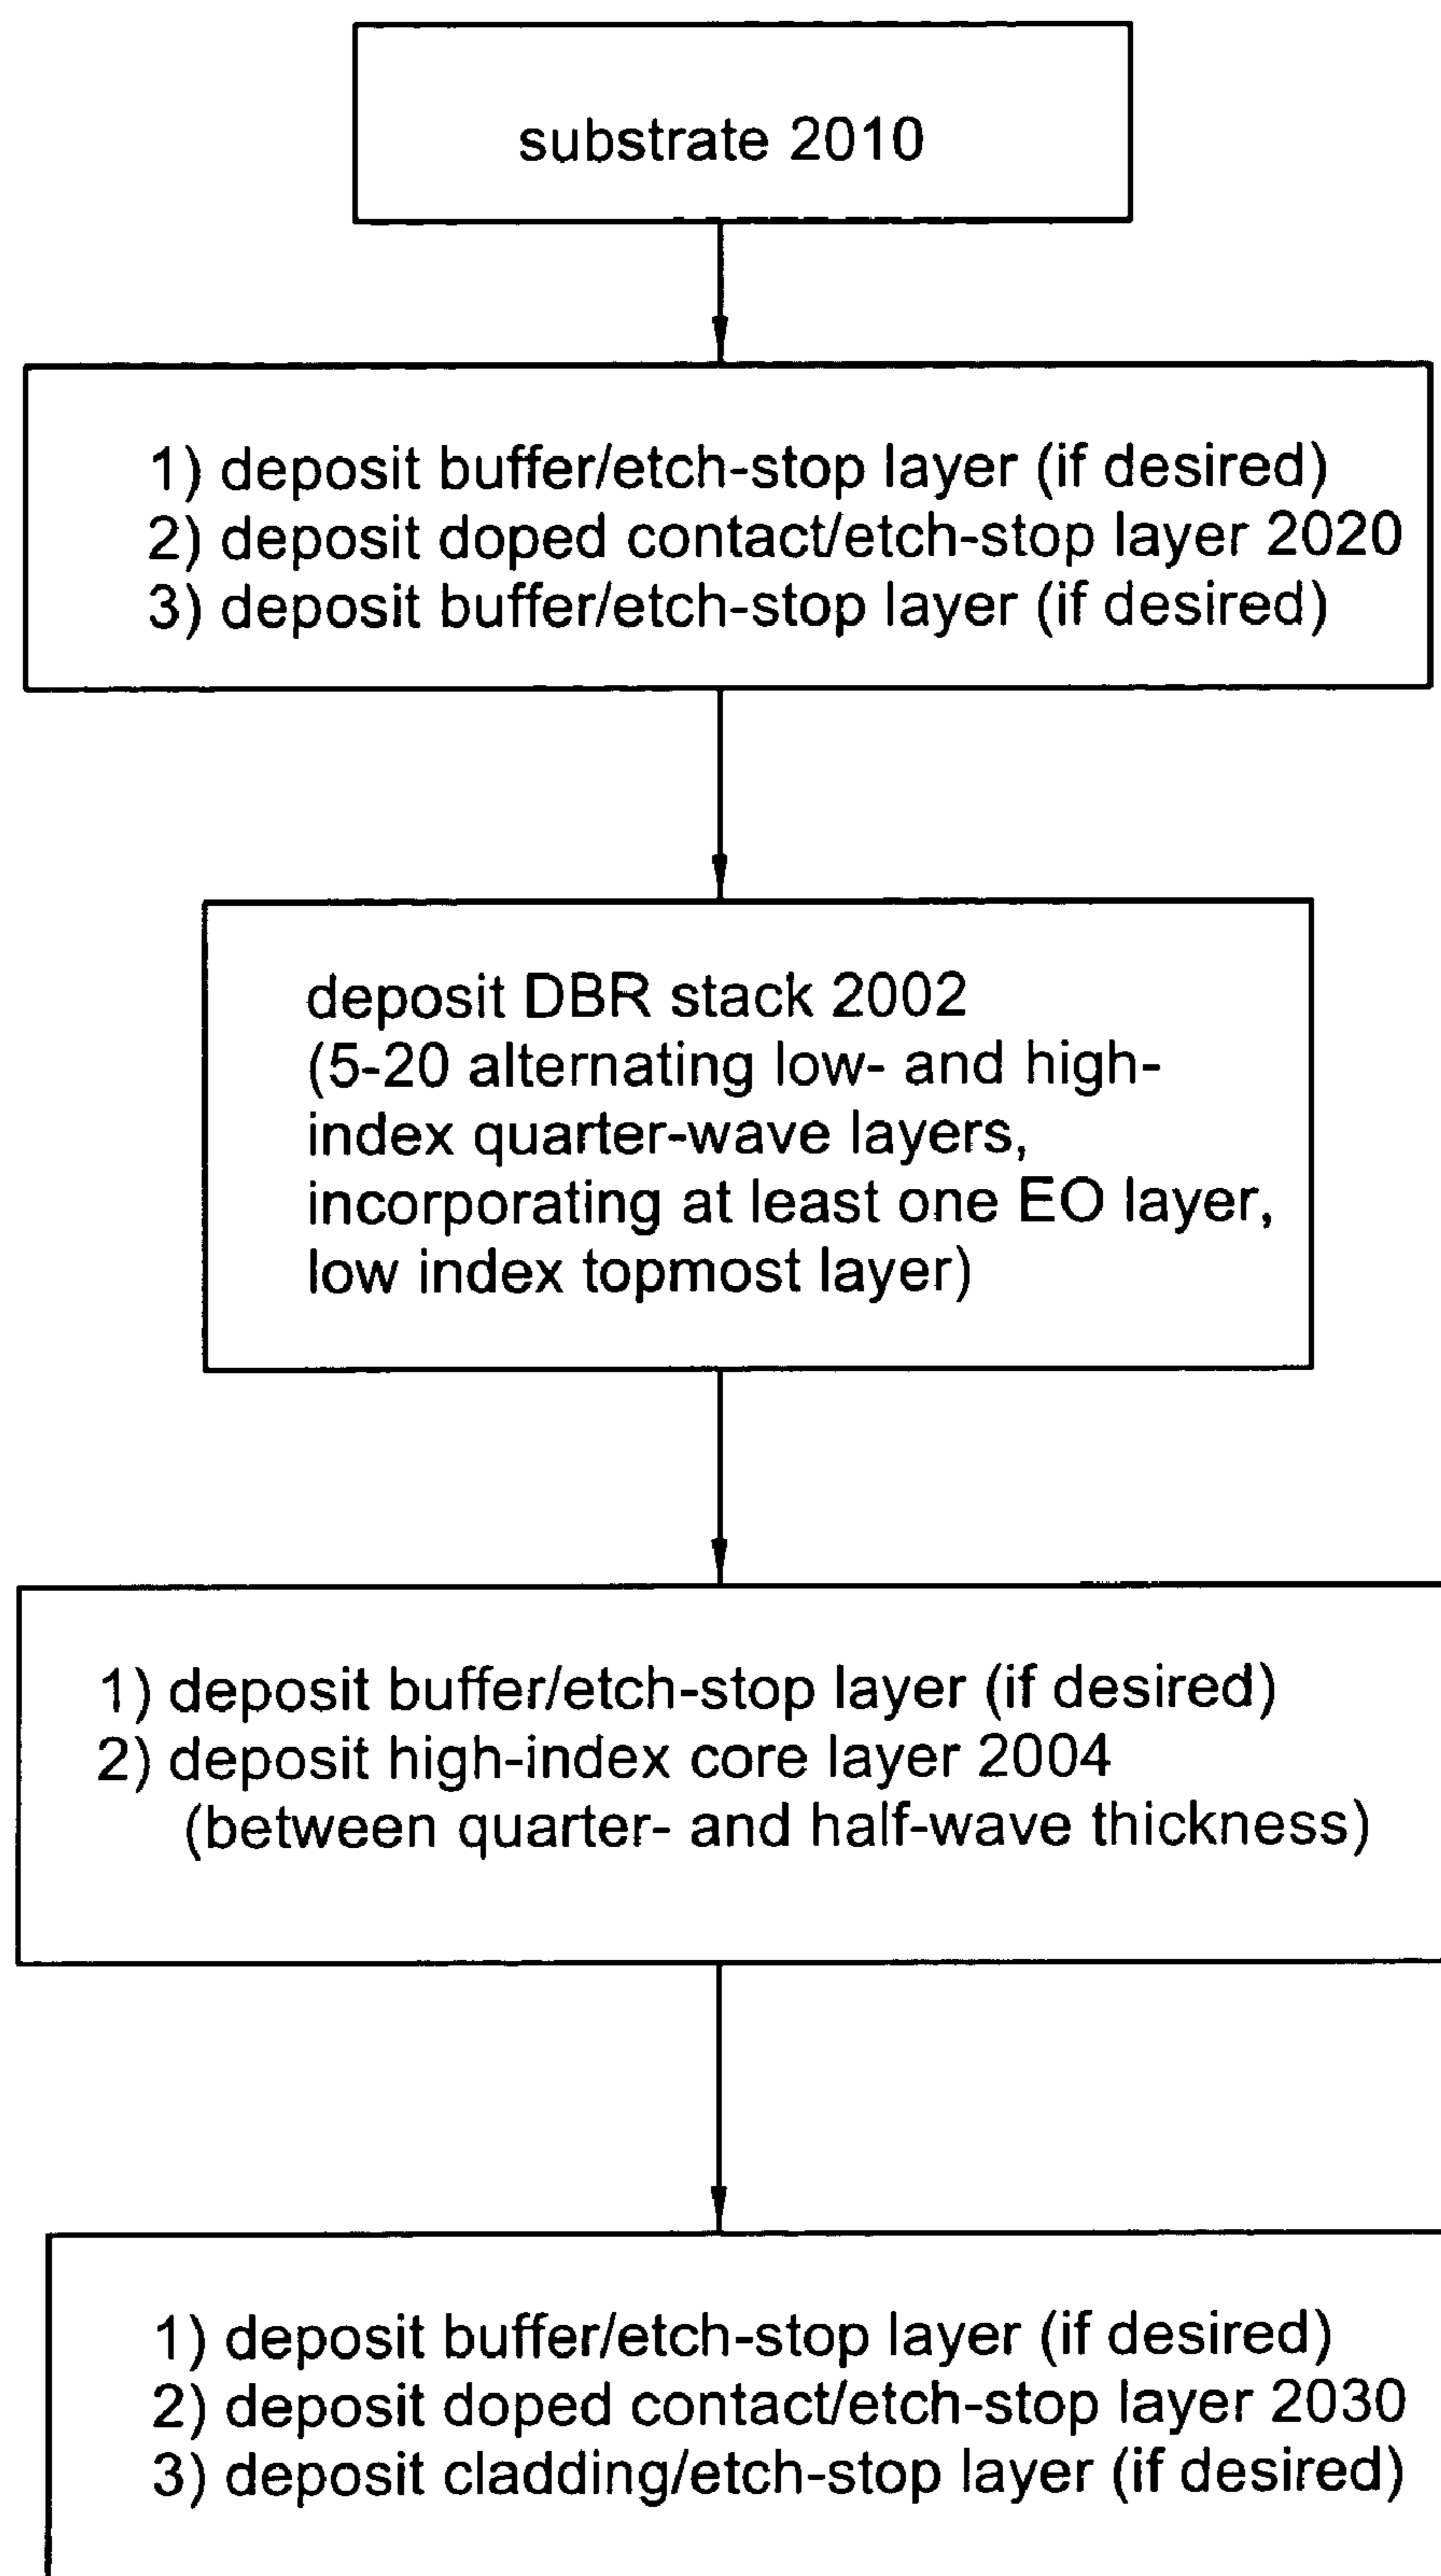 substrate 2010
1) deposit buffer/etch-stop layer (if desired)
2) deposit doped contact/etch-stop layer 2020
3) deposit buffer/etch-stop layer (if desired)
deposit DBR stack 2002
(5-20 alternating low- and high-
index quarter-wave layers,
incorporating at least one EO layer,
low index topmost layer)
1) deposit buffer/etch-stop layer (if desired)
2) deposit high-index core layer 2004
(between quarter- and half-wave thickness)
1) deposit buffer/etch-stop layer (if desired)
2) deposit doped contact/etch-stop layer 2030
3) deposit cladding/etch-stop layer (if desired)